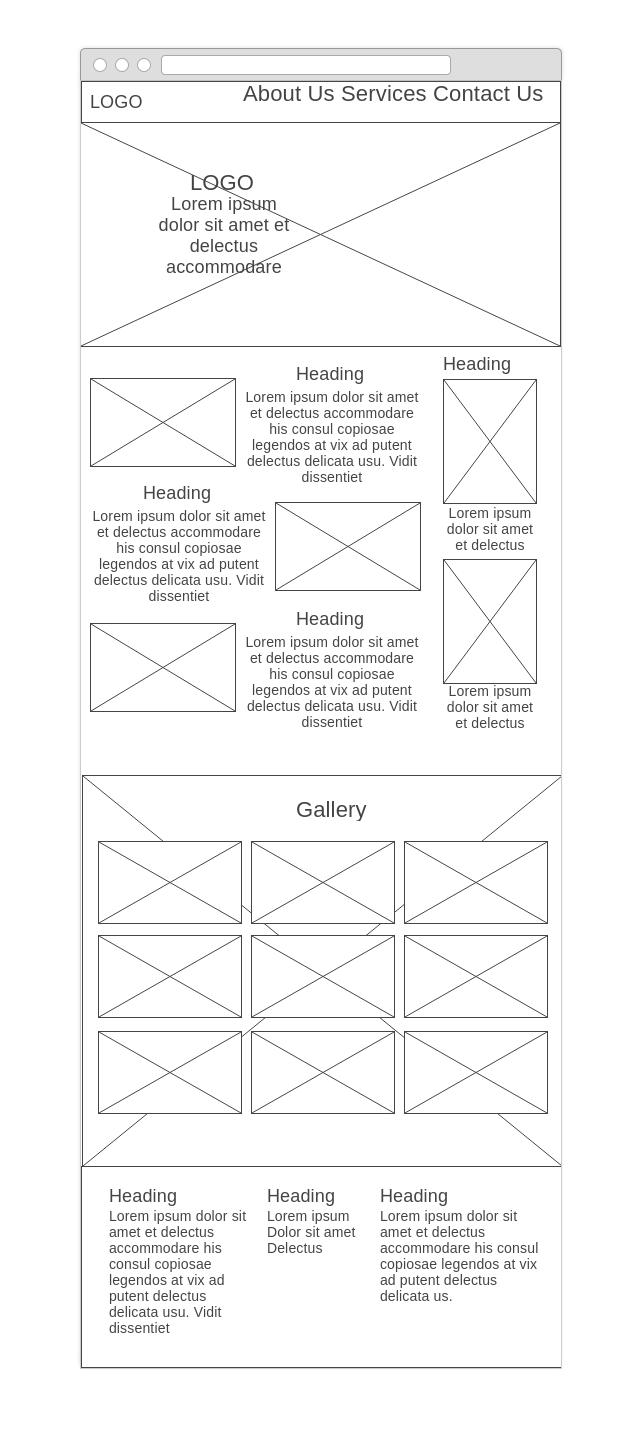 LOGO
About Us Services Contact Us
LOGO
Lorem ipsum
dolor sit amet et
delectus
accommodare
Heading
Lorem ipsum dolor sit amet
et delectus accommodare
his consul copiosae
legendos at vix ad putent
delectus delicata usu. Vidit
dissentiet
Heading
Lorem ipsum dolor sit amet
et delectus accommodare
his consul copiosae
legendos at vix ad putent
delectus delicata usu. Vidit
dissentiet
Heading
Lorem ipsum dolor sit amet
et delectus accommodare
his consul copiosae
legendos at vix ad putent
delectus delicata usu. Vidit
dissentiet
Heading
Lorem ipsum
dolor sit amet
et delectus
Lorem ipsum
dolor sit amet
et delectus
Gallery
Heading
Lorem ipsum dolor sit
amet et delectus
accommodare his
consul copiosae
legendos at vix ad
putent delectus
delicata usu. Vidit
dissentiet
Heading
Lorem ipsum
Dolor sit amet
Delectus
Heading
Lorem ipsum dolor sit
amet et delectus
accommodare his consul
copiosae legendos at vix
ad putent delectus
delicata us.